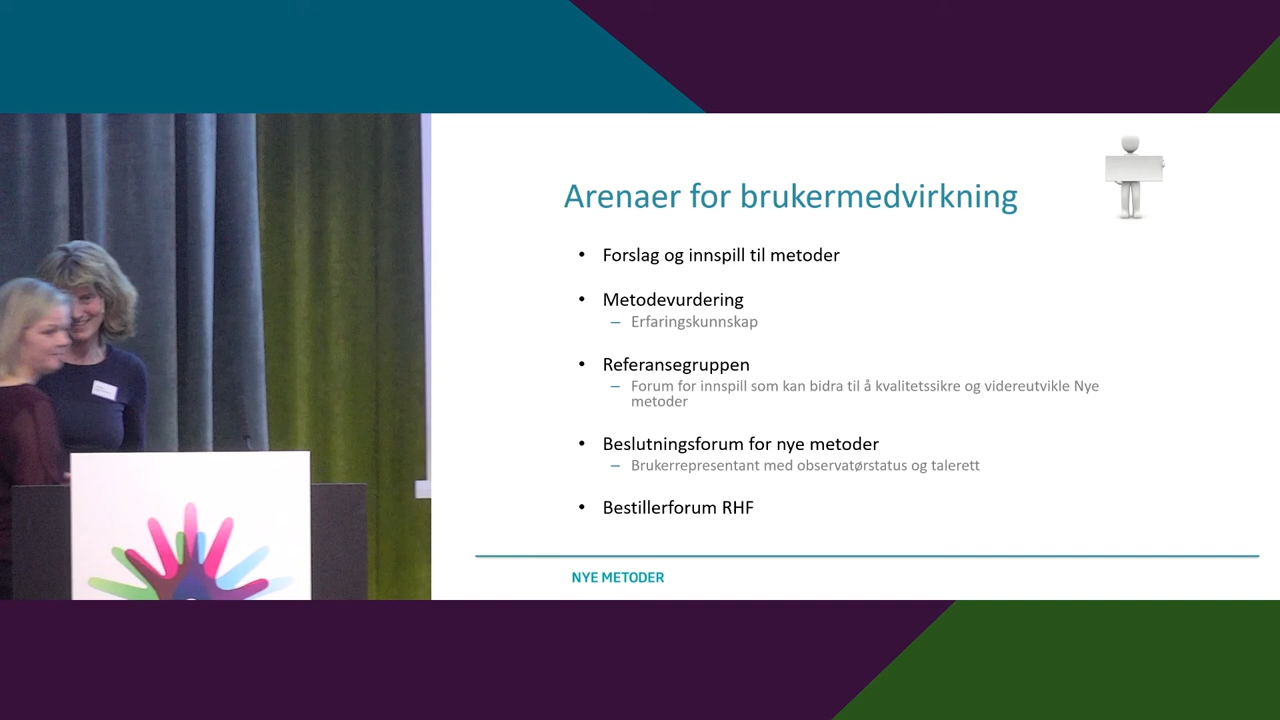 Arenaer for brukermedvirkning
• Forslag og innspill til metoder
• Metodevurdering
– Erfaringskunnskap
• Referansegruppen
– Forum for innspill som kan bidra til å kvalitetssikre og videreutvikle Nye
metoder
• Beslutningsforum for nye metoder
– Brukerrepresentant med observatørstatus og talerett
• Bestillerforum RHF
NYE METODER